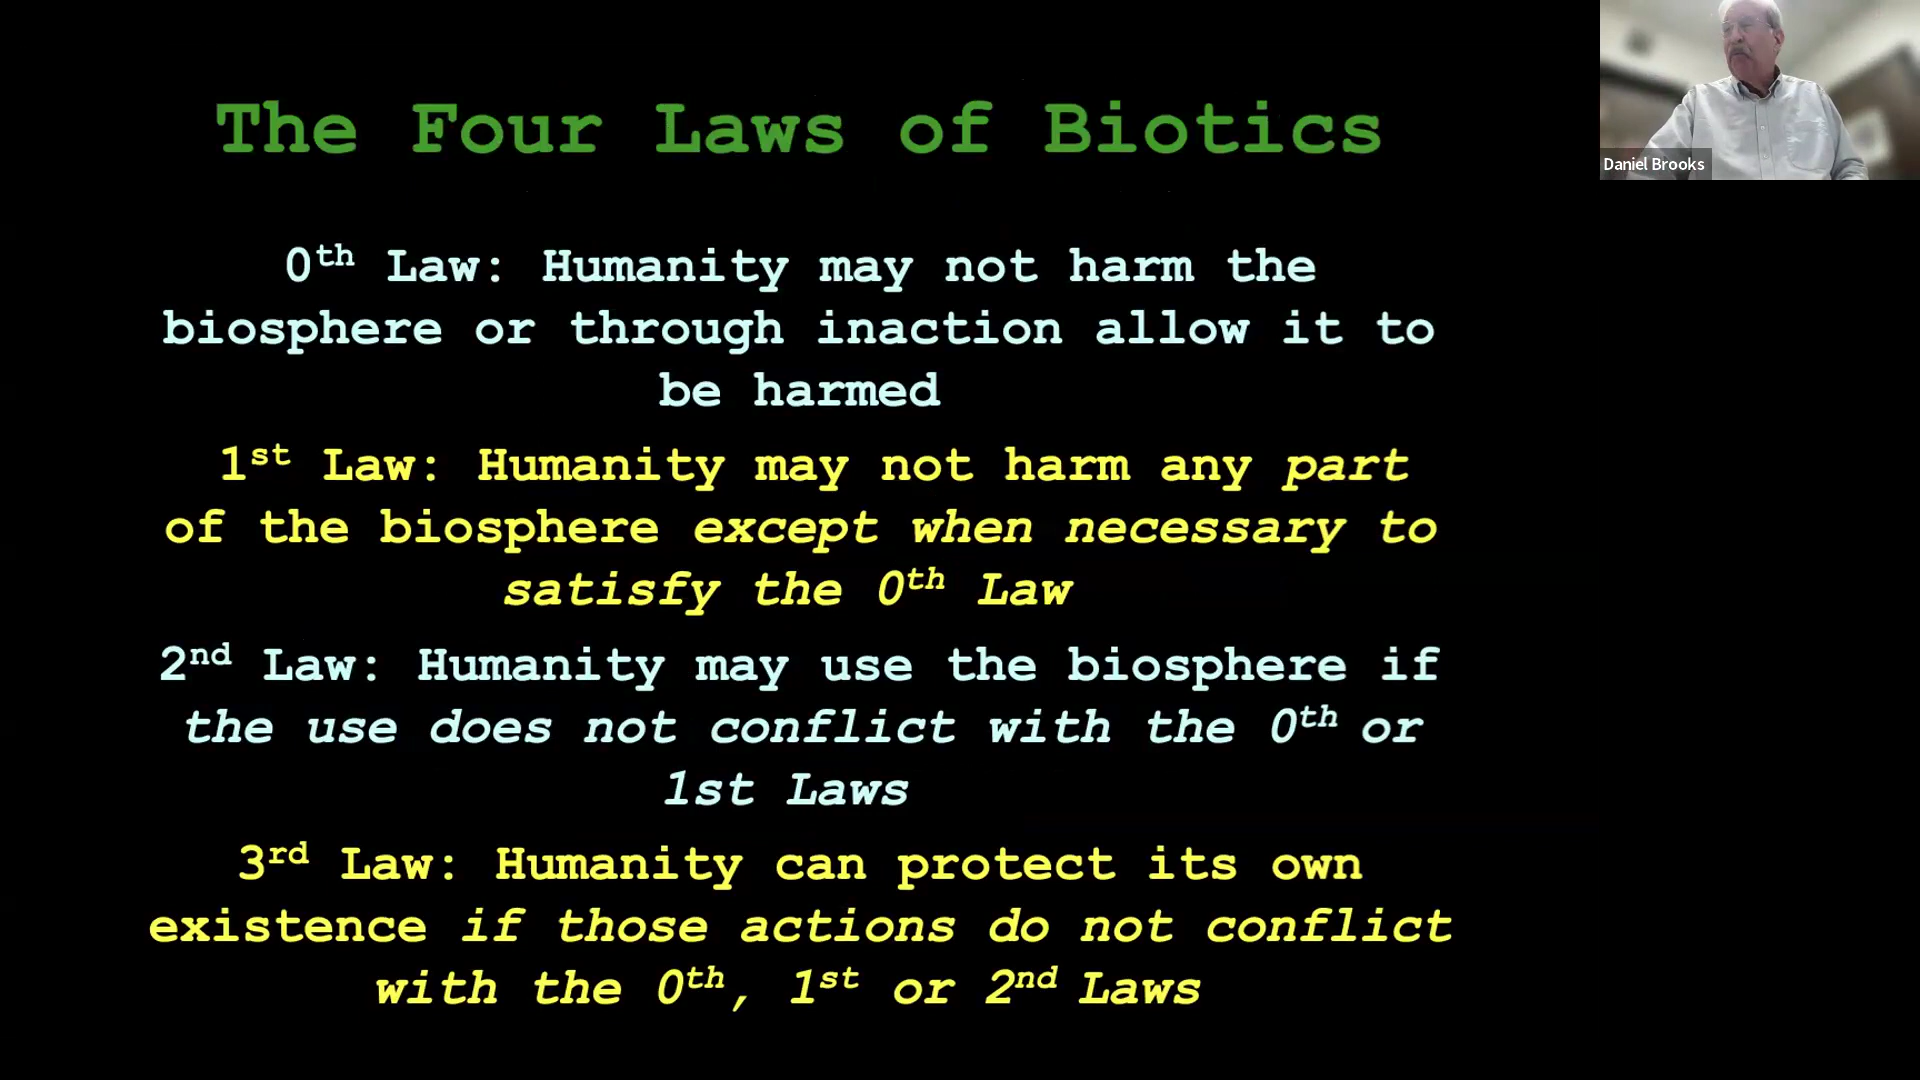 The Four Laws of Biotics
Daniel Brooks
0th Law: Humanity may not harm the
biosphere or through inaction allow it to
be harmed
1st Law: Humanity may not harm any part
of the biosphere except when necessary to
satisfy the 0th Law
2nd Law: Humanity may use the biosphere if
the use does not conflict with the 0th or
1st Laws
3rd Law: Humanity can protect its own
existence if those actions do not conflict
with the 0th, 1st or 2nd Laws